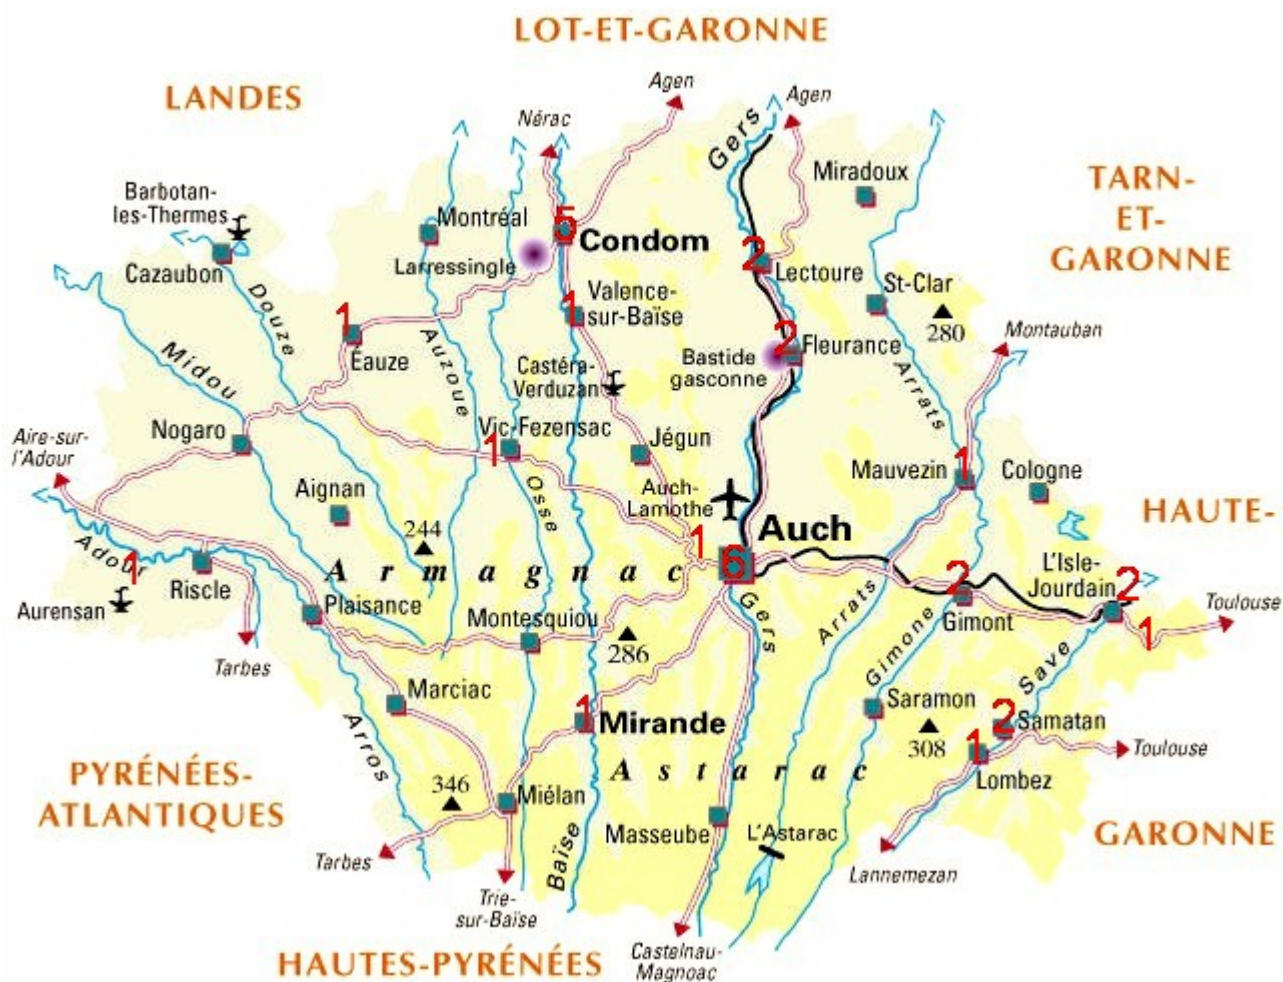 LOT-ET-GARONNE
LANDES
Agen
Agen
Nérac
Gers
TARN-
ET-
GARONNE
Barbotan-
les-Thermes
Montréal
5
Condom
Miradoux
Cazaubon
Larressingle
2
Lectoure
St-Clar
Douze
1
Valence-
sur-Baïse
280
Montauban
1
Éauze
Auzoue
2
Fleurance
Bastide
gasconne
Midou
Castéra-
Verduzan
Arrats
Aire-sur-
l'Adour
Nogaro
Vic-Fezensac
1
Jégun
Mauvezin
1
Cologne
Aignan
Osse
Auch-
Lamothe
HAUTE-
244
Auch
1
6
Adour
1
Riscle
Armagnac
L'Isle-
Jourdain
2
2
Gimont
Toulouse
1
Aurensan
Plaisance
Montesquiou
286
Gers
Arrats
Gimone
Save
Tarbes
Marciac
Saramon
308
2
Samatan
1
Mirande
1
Lombez
Toulouse
Arros
Astarac
PYRÉNÉES-
ATLANTIQUES
346
Miélan
Masseube
L'Astarac
GARONNE
Tarbes
Baïse
Lannemezan
Trie-
sur-Baïse
HAUTES-PYRÉNÉES
Castelnau-
Magnoac